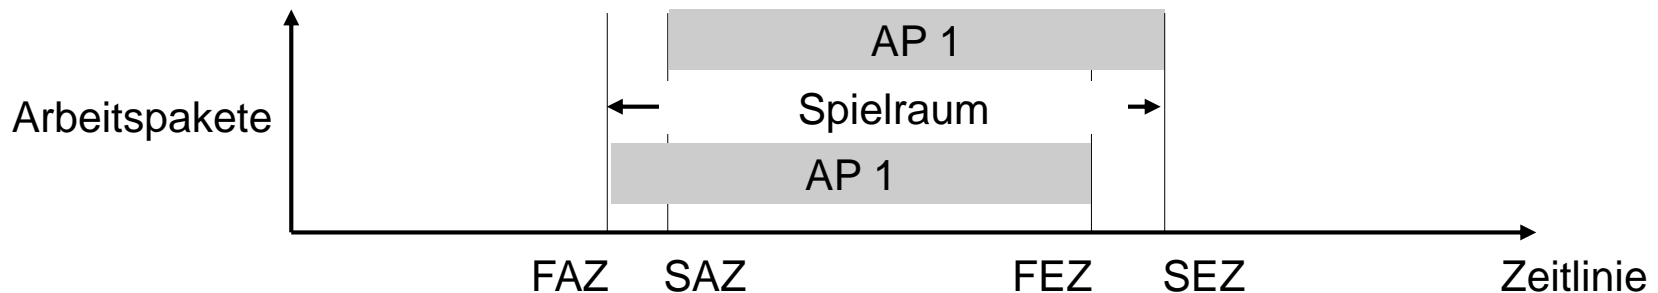 AP 1
Arbeitspakete
Spielraum
AP 1
FAZ SAZ FEZ SEZ Zeitlinie